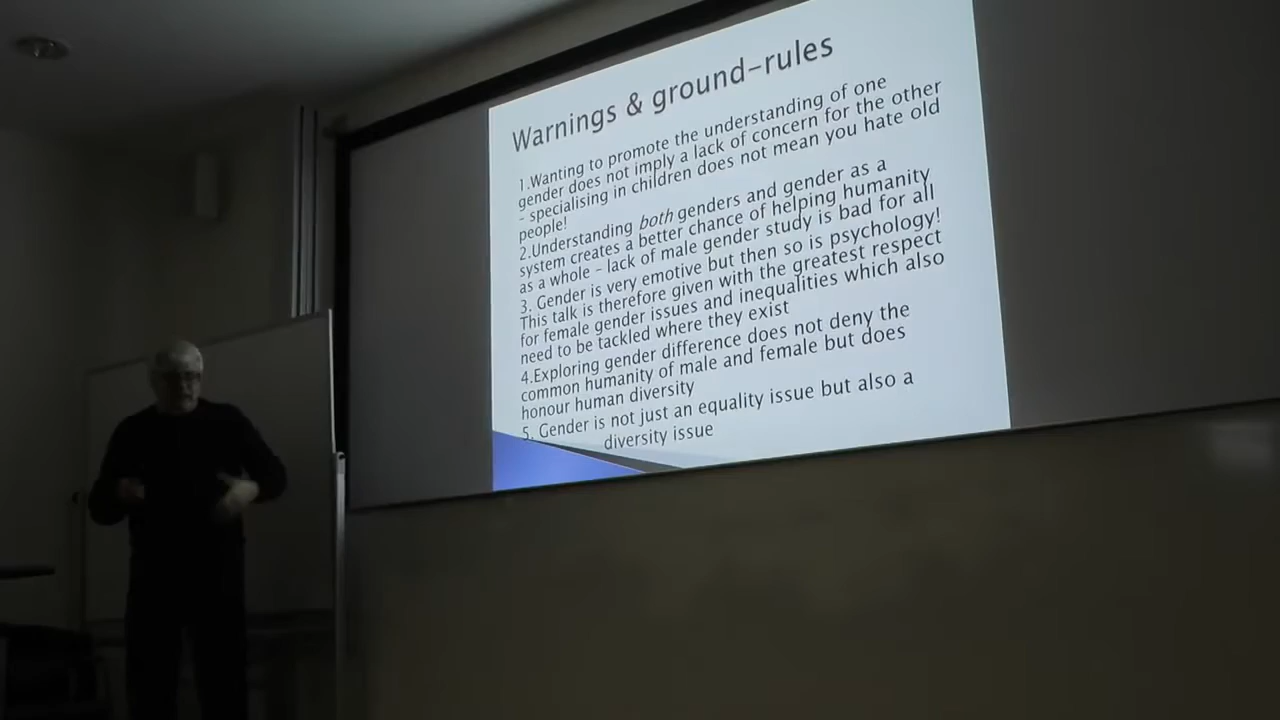 Warnings & ground-rules
1.Wanting to promote the understanding of one
gender does not imply a lack of concern for the other
- specialising in children does not mean you hate old
people!
2.Understanding both genders and gender as a
system creates a better chance of helping humanity
as a whole – lack of male gender study is bad for all
3. Gender is very emotive but then so is psychology!
This talk is therefore given with the greatest respect
for female gender issues and inequalities which also
need to be tackled where they exist
4.Exploring gender difference does not deny the
common humanity of male and female but does
honour human diversity
5. Gender is not just an equality issue but also a
diversity issue